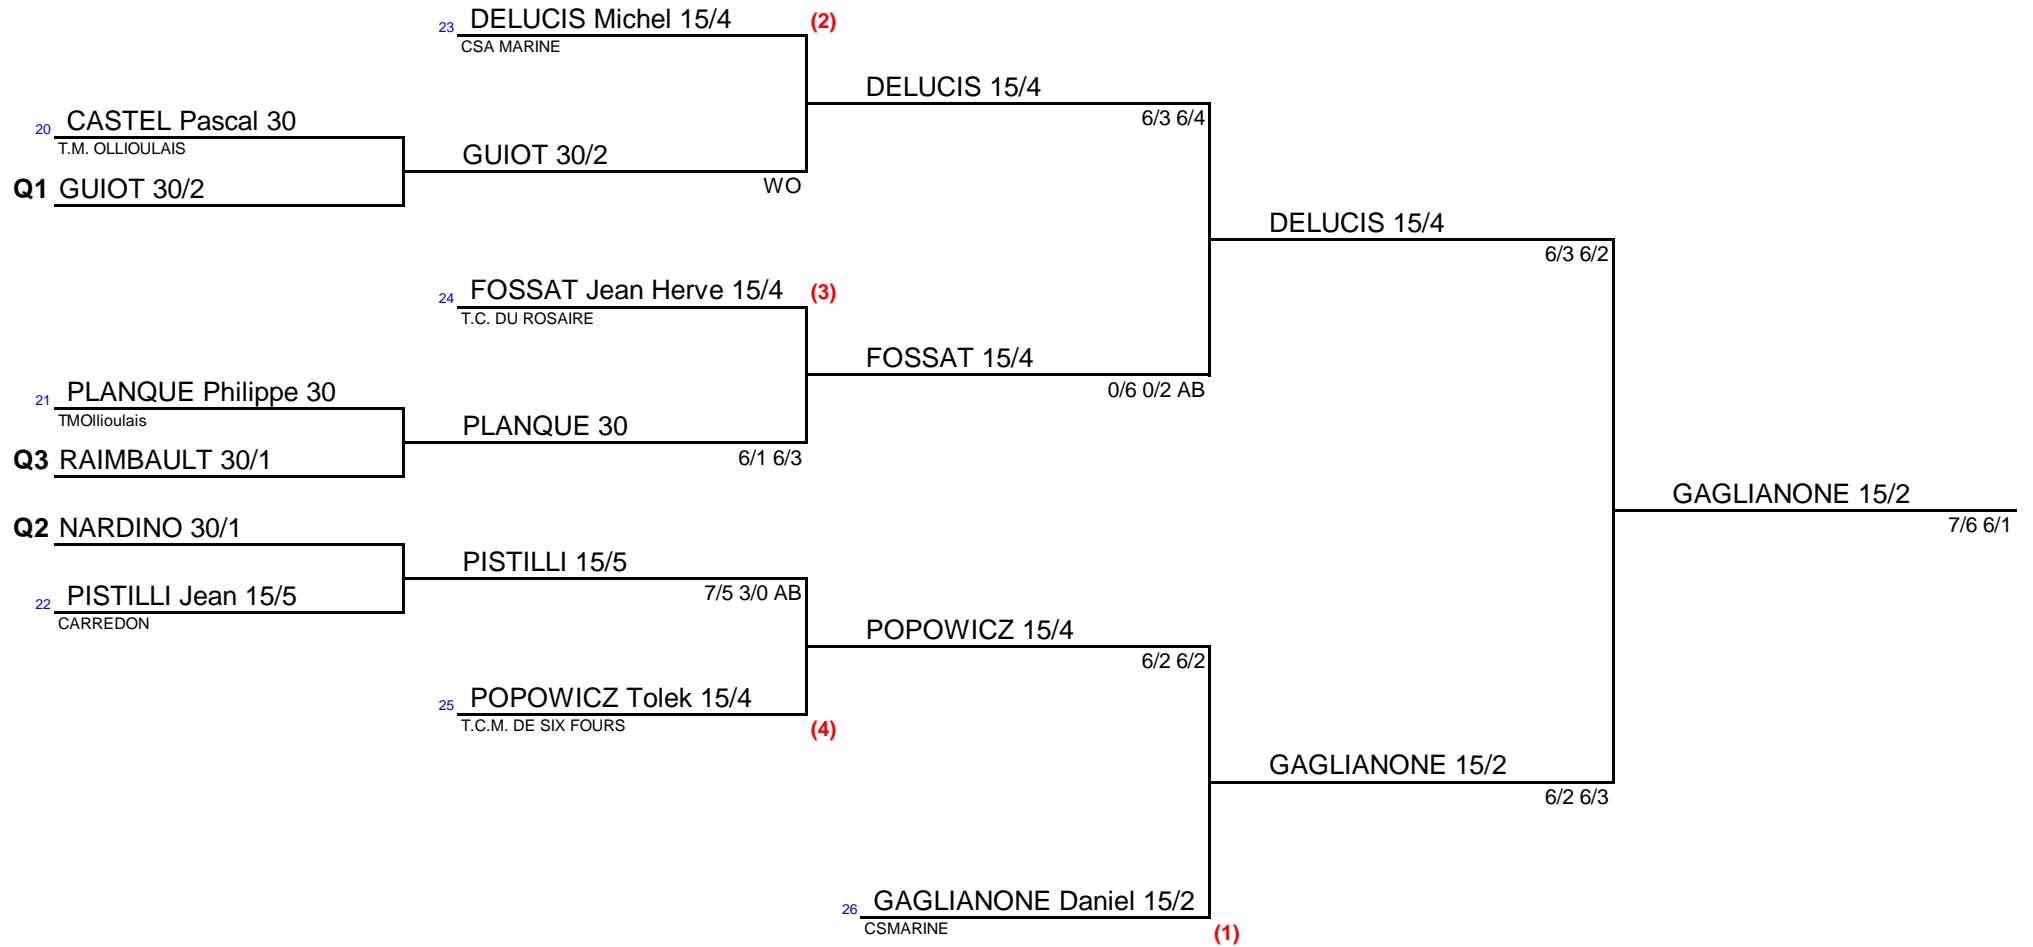 23 DELUCIS Michel 15/4 (2)
CSA MARINE
DELUCIS 15/4
6/3 6/4
20 CASTEL Pascal 30
T.M. OLLIOULAIS
GUIOT 30/2
WO
Q1 GUIOT 30/2
DELUCIS 15/4
6/3 6/2
24 FOSSAT Jean Herve 15/4 (3)
T.C. DU ROSAIRE
FOSSAT 15/4
0/6 0/2 AB
21 PLANQUE Philippe 30
TMOllioulais
PLANQUE 30
6/1 6/3
Q3 RAIMBAULT 30/1
GAGLIANONE 15/2
7/6 6/1
Q2 NARDINO 30/1
PISTILLI 15/5
7/5 3/0 AB
22 PISTILLI Jean 15/5
CARREDON
POPOWICZ 15/4
6/2 6/2
25 POPOWICZ Tolek 15/4
T.C.M. DE SIX FOURS
(4)
GAGLIANONE 15/2
6/2 6/3
26 GAGLIANONE Daniel 15/2
CSMARINE
(1)